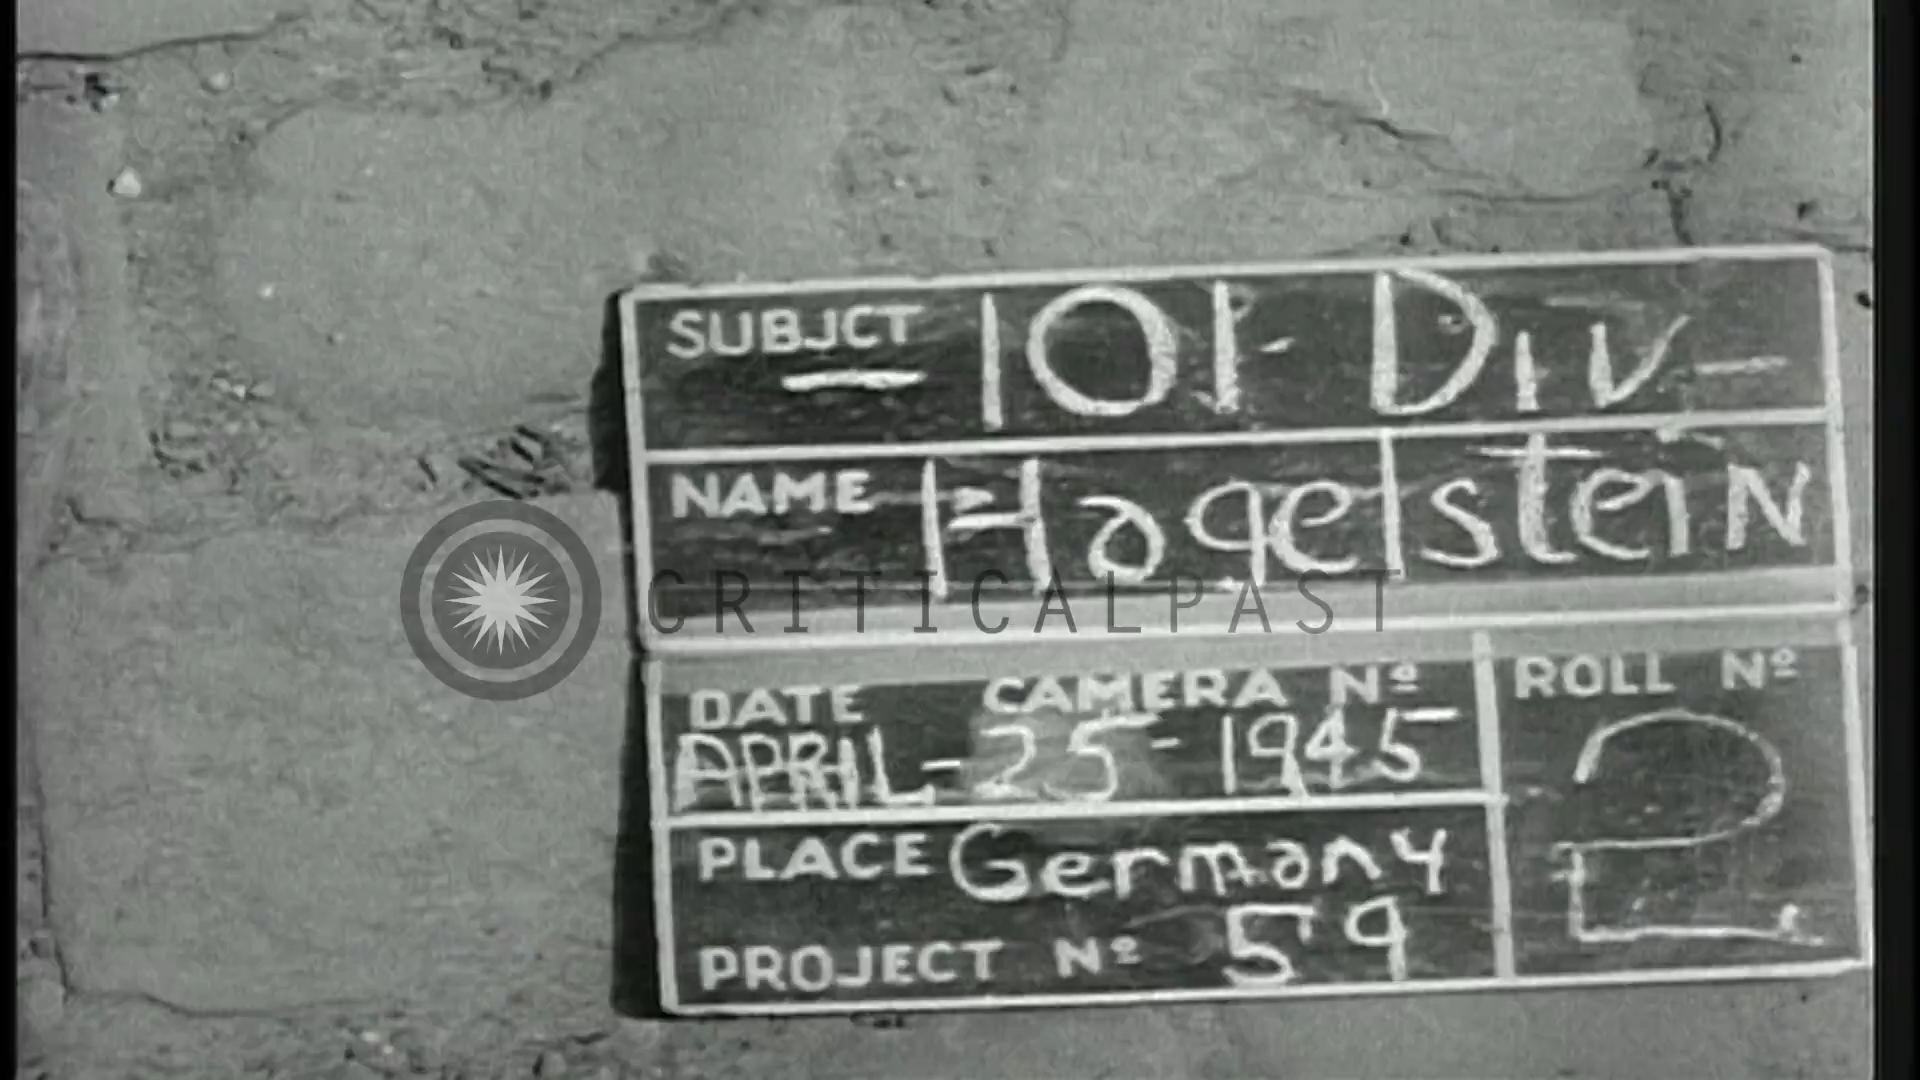 SUBJCT 101. Div_
NAME Hagelstein
CRITICALPAST
DATE CAMERA Nº ROLL Nº
APRIL-25-1945 2
PLACE Germany
PROJECT Nº 59